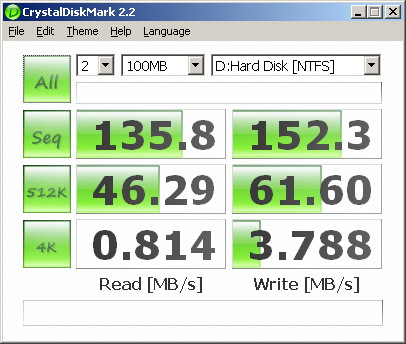 CrystalDiskMark 2.2
File Edit Theme Help Language
All 2 100MB D:Hard Disk [NTFS]
Seq 135.8 152.3
512K 46.29 61.60
4K 0.814 3.788
Read [MB/s] Write [MB/s]